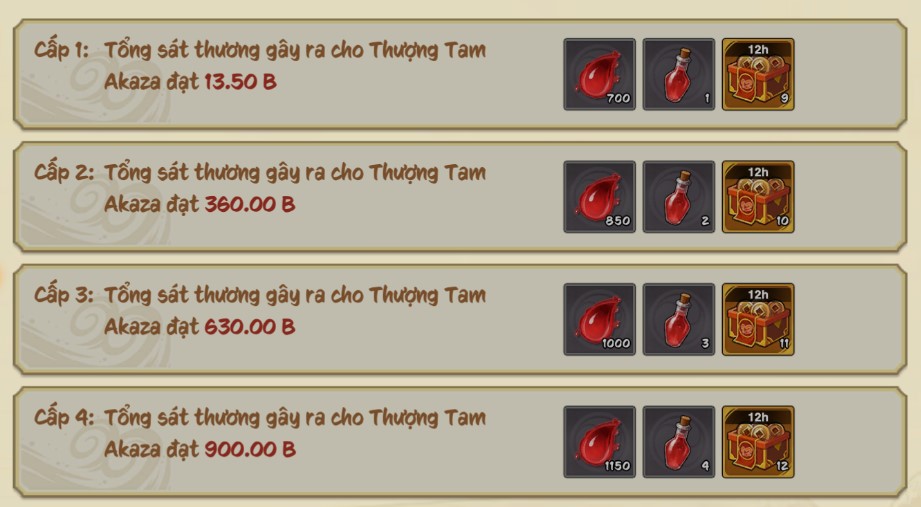 Cấp 1: Tổng sát thương gây ra cho Thượng Tam
Akaza đạt 13.50 B
700
1
12h
9
Cấp 2: Tổng sát thương gây ra cho Thượng Tam
Akaza đạt 360.00 B
850
2
12h
10
Cấp 3: Tổng sát thương gây ra cho Thượng Tam
Akaza đạt 630.00 B
1000
3
12h
11
Cấp 4: Tổng sát thương gây ra cho Thượng Tam
Akaza đạt 900.00 B
1150
4
12h
12